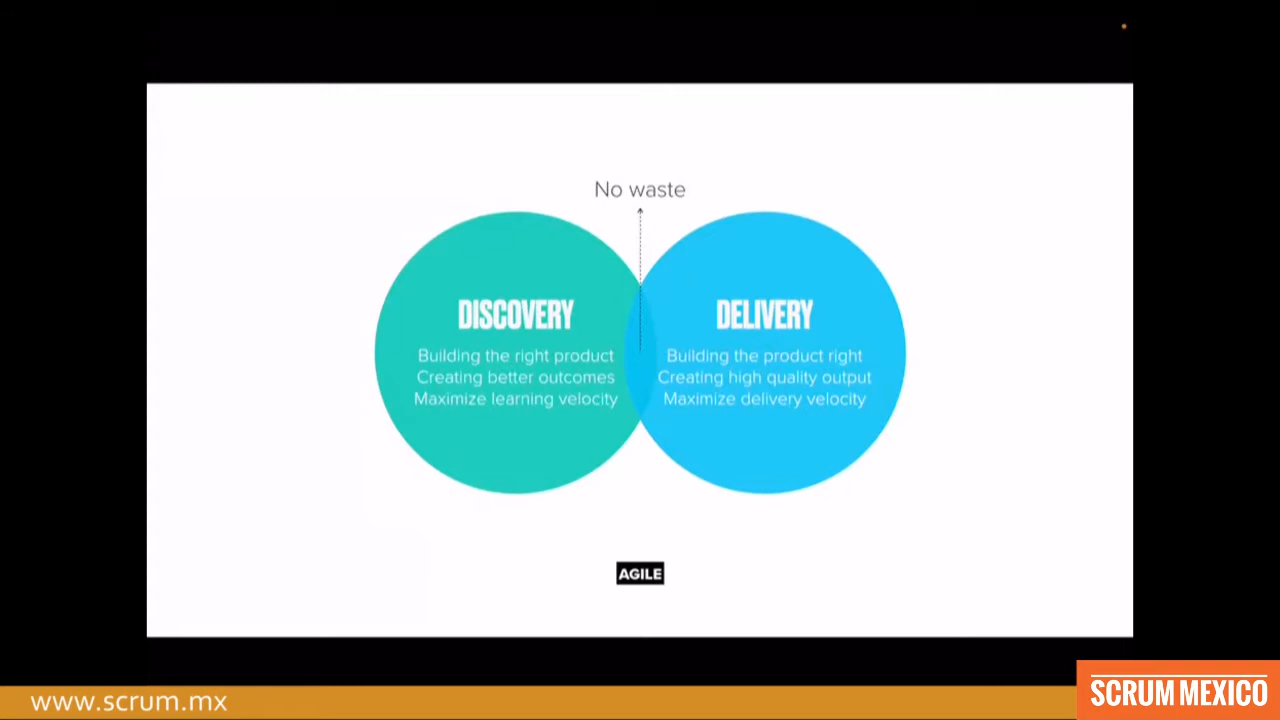 No waste
DISCOVERY
Building the right product
Creating better outcomes
Maximize learning velocity
DELIVERY
Building the product right
Creating high quality output
Maximize delivery velocity
AGILE
www.scrum.mx
SCRUM MEXICO